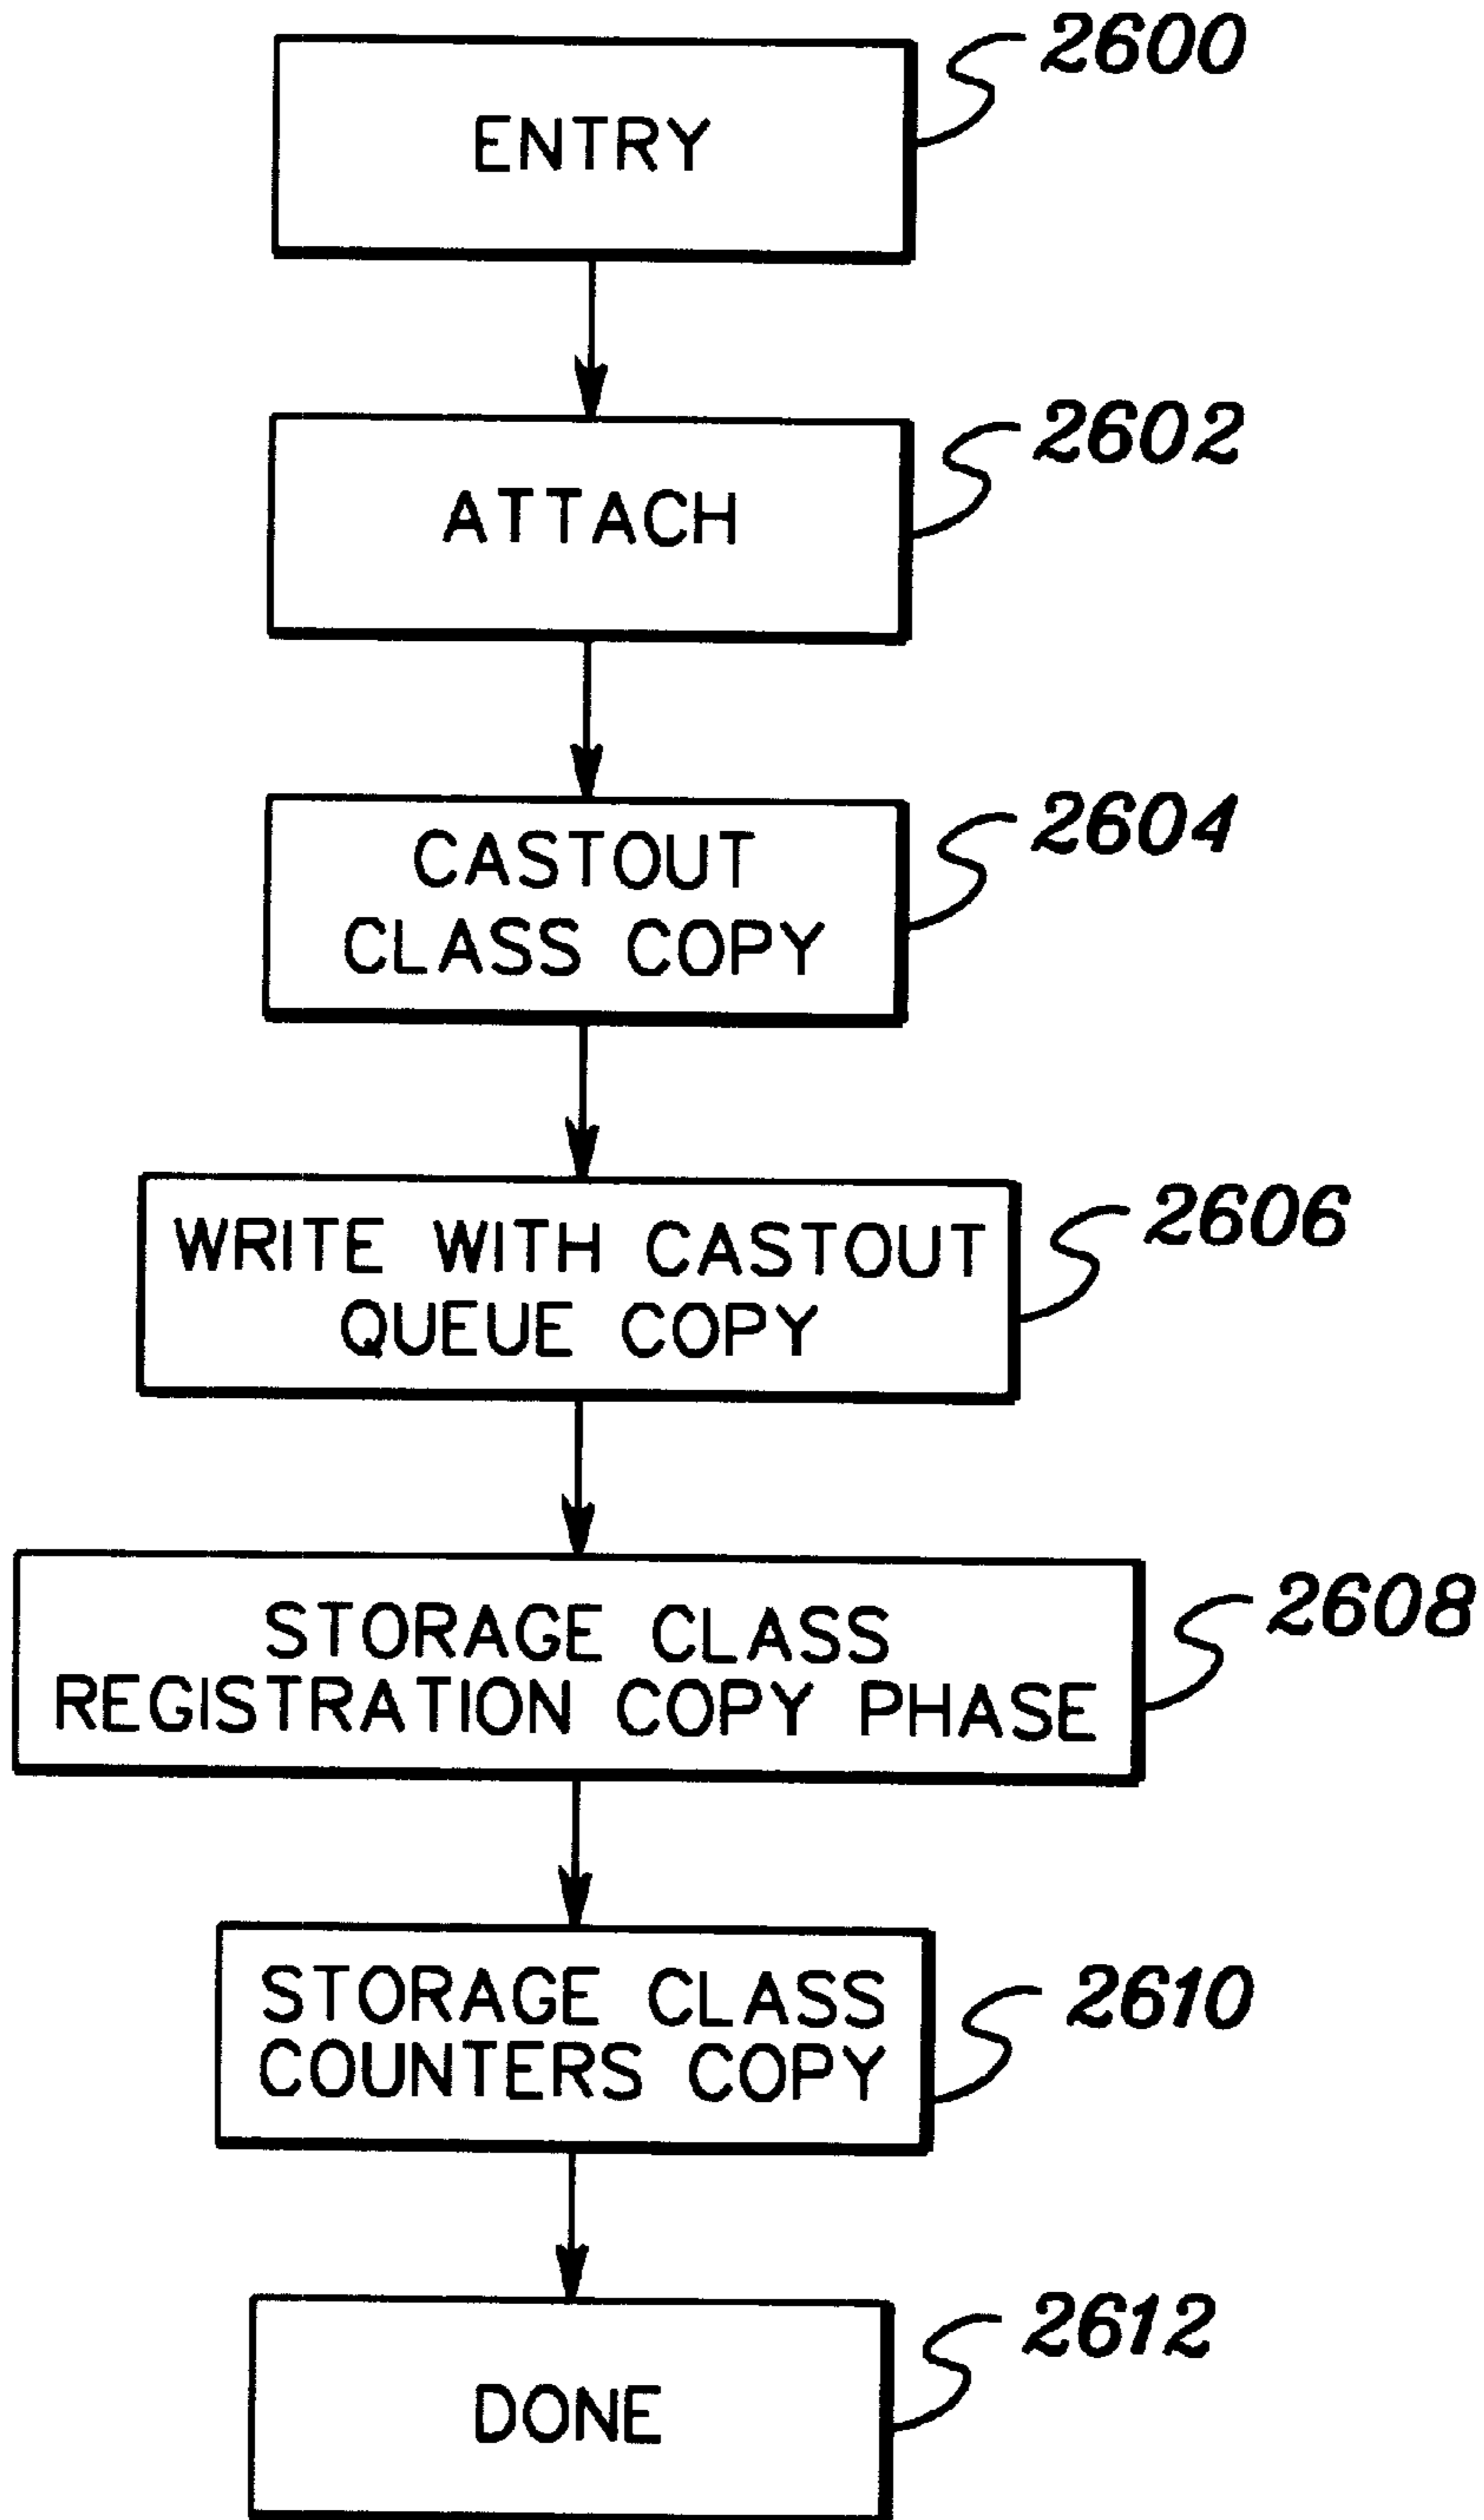 2600
ENTRY
2602
ATTACH
2604
CASTOUT
CLASS COPY
2606
WRITE WITH CASTOUT
QUEUE COPY
2608
STORAGE CLASS
REGISTRATION COPY PHASE
2610
STORAGE CLASS
COUNTERS COPY
2612
DONE